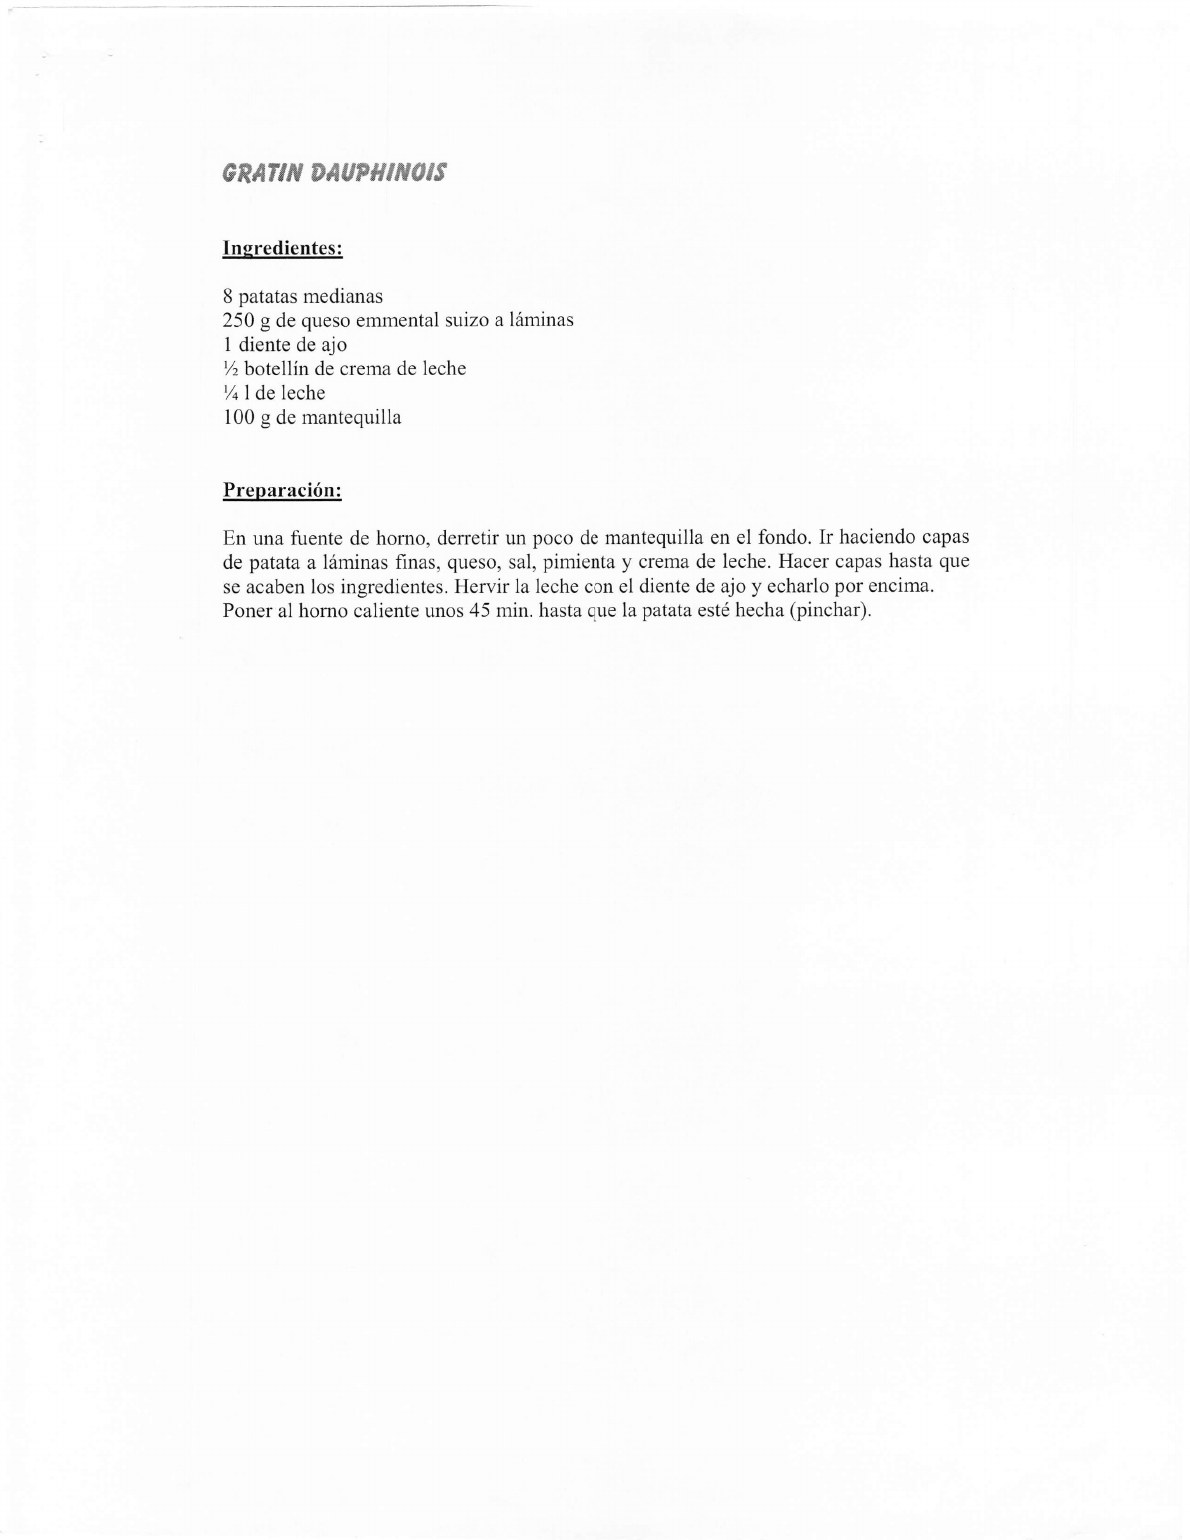 GRATIN DAUPHINOIS
Ingredientes:
8 patatas medianas
250 g de queso emmental suizo a láminas
1 diente de ajo
½ botellín de crema de leche
¼ l de leche
100 g de mantequilla
Preparación:
En una fuente de horno, derretir un poco de mantequilla en el fondo. Ir haciendo capas
de patata a láminas finas, queso, sal, pimienta y crema de leche. Hacer capas hasta que
se acaben los ingredientes. Hervir la leche con el diente de ajo y echarlo por encima.
Poner al horno caliente unos 45 min. hasta que la patata esté hecha (pinchar).